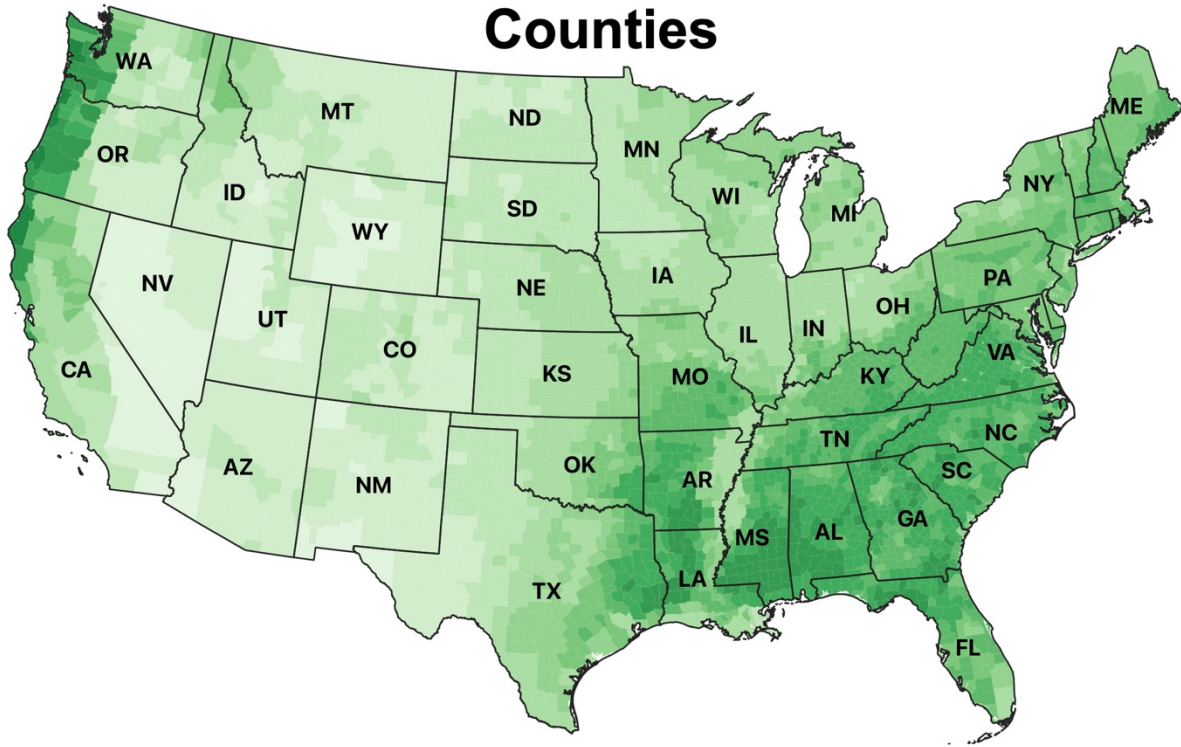 Counties
WA
MT
ND
MN
ME
OR
ID
SD
WI
MI
NY
WY
NV
UT
CO
NE
IA
IL
IN
OH
PA
CA
KS
MO
KY
VA
AZ
NM
OK
AR
TN
NC
SC
TX
LA
MS
AL
GA
FL